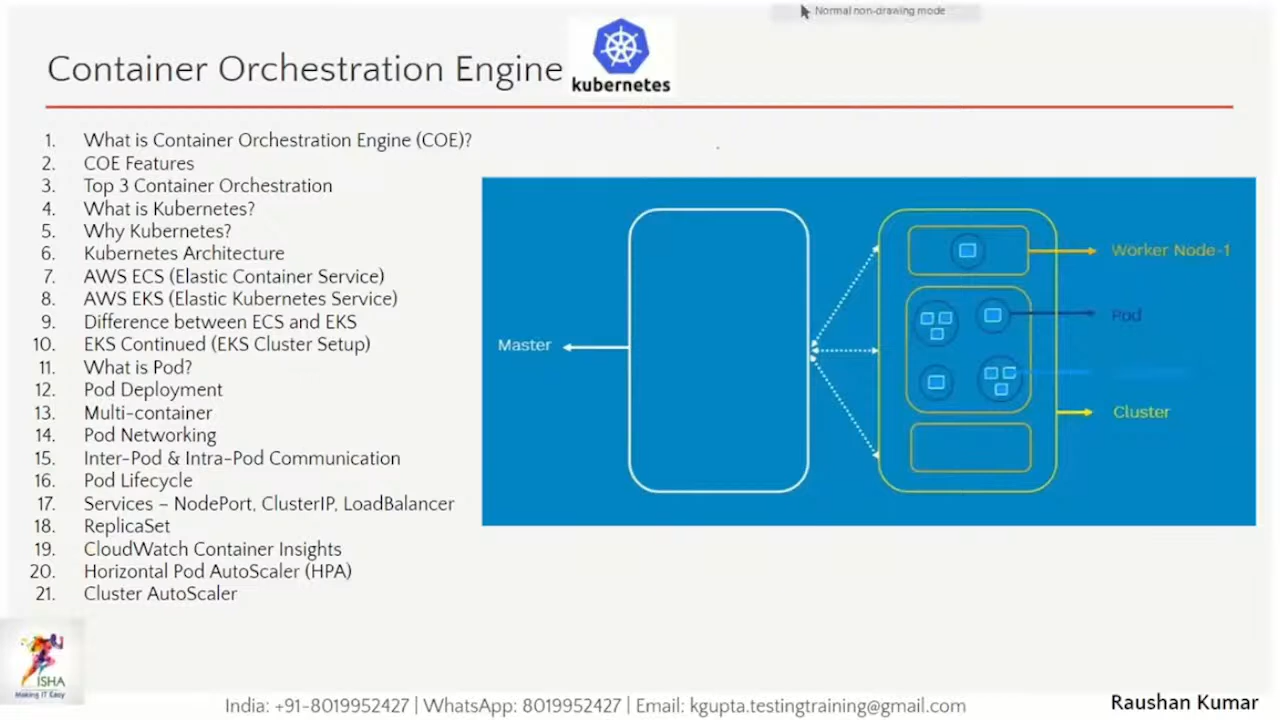 Normal non-drawing mode
Container Orchestration Engine
kubernetes
1. What is Container Orchestration Engine (COE)?
2. COE Features
3. Top 3 Container Orchestration
4. What is Kubernetes?
5. Why Kubernetes?
6. Kubernetes Architecture
7. AWS ECS (Elastic Container Service)
8. AWS EKS (Elastic Kubernetes Service)
9. Difference between ECS and EKS
10. EKS Continued (EKS Cluster Setup)
11. What is Pod?
12. Pod Deployment
13. Multi-container
14. Pod Networking
15. Inter-Pod & Intra-Pod Communication
16. Pod Lifecycle
17. Services – NodePort, ClusterIP, LoadBalancer
18. ReplicaSet
19. CloudWatch Container Insights
20. Horizontal Pod AutoScaler (HPA)
21. Cluster AutoScaler
Master
Worker Node-1
Pod
Cluster
ISHA
Making IT Easy
India: +91-8019952427 | WhatsApp: 8019952427 | Email: kgupta.testingtraining@gmail.com
Raushan Kumar